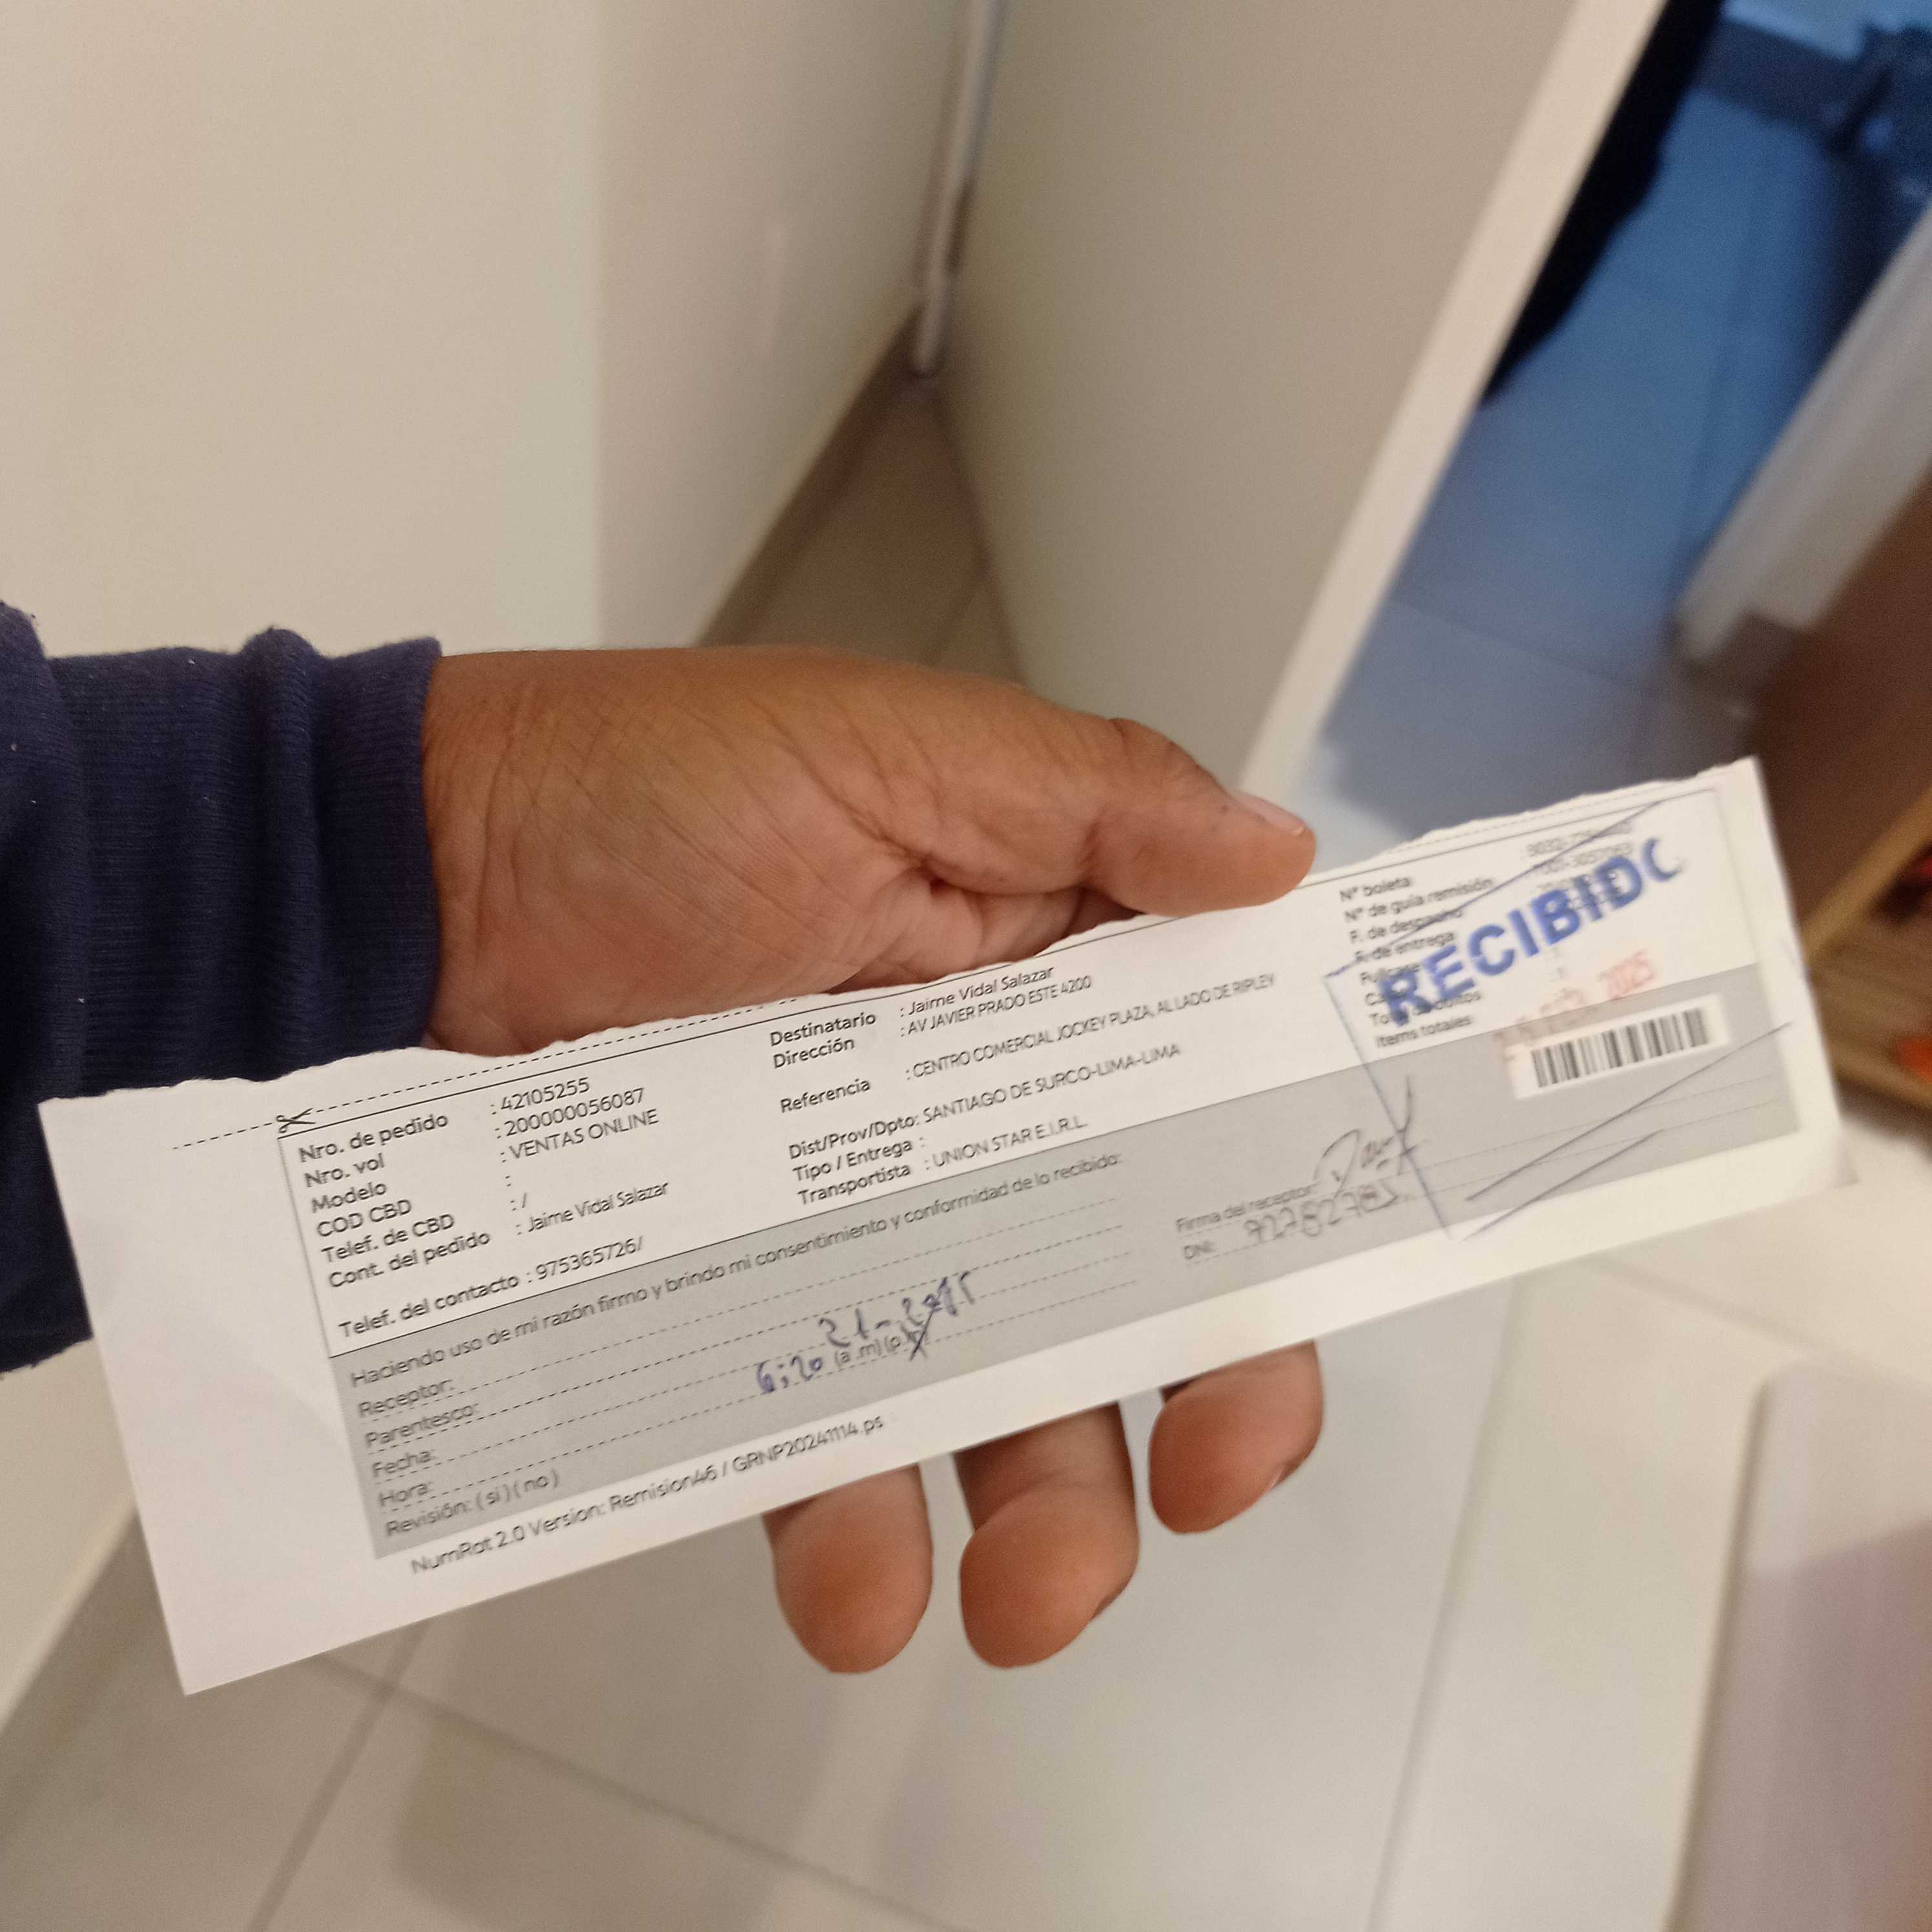 Nro. de pedido : 42105255
Nro. vol : 200000056087
Modelo : VENTAS ONLINE
COD CBD :
Telef. de CBD : /
Cont. del pedido : Jaime Vidal Salazar
Telef. del contacto : 975365726/
Destinatario : Jaime Vidal Salazar
Dirección : AV JAVIER PRADO ESTE 4200
Referencia : CENTRO COMERCIAL JOCKEY PLAZA, AL LADO DE RIPLEY
Dist/Prov/Dpto: SANTIAGO DE SURCO-LIMA-LIMA
Tipo / Entrega :
Transportista : UNION STAR E.I.R.L.
N° boleta:
N° de guia remisión:
F. de despacho:
F. de entrega:
Items totales:
RECIBIDO
2025
Haciendo uso de mi razón firmo y brindo mi consentimiento y conformidad de lo recibido:
Receptor:
Parentesco:
Fecha:
Hora: 6:20 (a.m)(p.m)
Revisión: ( si ) ( no )
Firma del receptor:
DNI:
NumRot 2.0 Version: Remision46 / GRNP20241114.ps